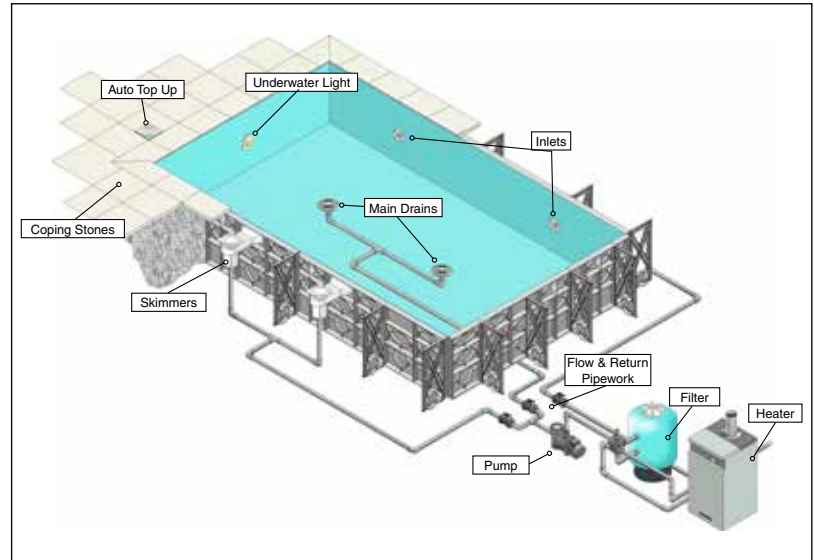 Auto Top Up
Underwater Light
Inlets
Main Drains
Coping Stones
Skimmers
Flow & Return
Pipework
Filter
Heater
Pump